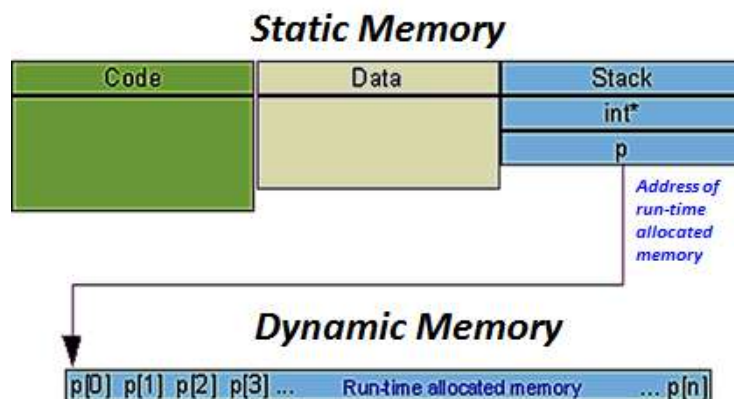 Static Memory
Code Data Stack
int*
p
Address of
run-time
allocated
memory
Dynamic Memory
p[0] p[1] p[2] p[3] ... Run-time allocated memory ... p[n]